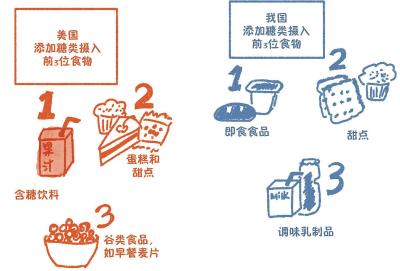 美国
添加糖类摄入
前3位食物
1
果汁
含糖饮料
2
蛋糕和
甜点
3
谷类食品，
如早餐麦片
我国
添加糖类摄入
前3位食物
1
即食食品
2
甜点
3
Milk
调味乳制品